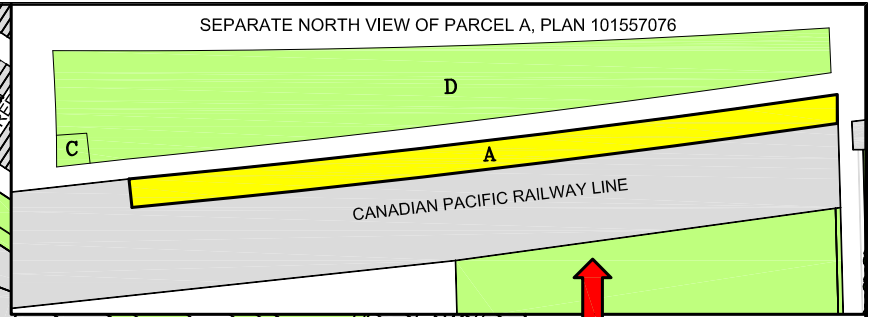 SEPARATE NORTH VIEW OF PARCEL A, PLAN 101557076
D
C
A
CANADIAN PACIFIC RAILWAY LINE